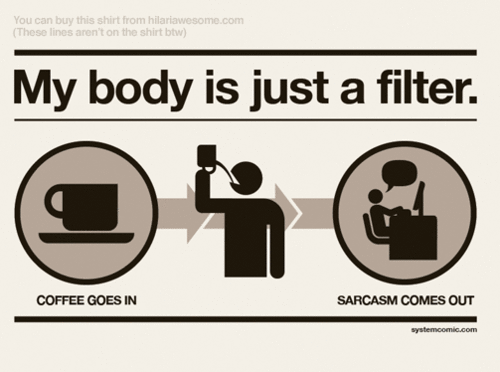 You can buy this shirt from hilariawesome.com
(These lines aren't on the shirt btw)
My body is just a filter.
COFFEE GOES IN
SARCASM COMES OUT
systemcomic.com